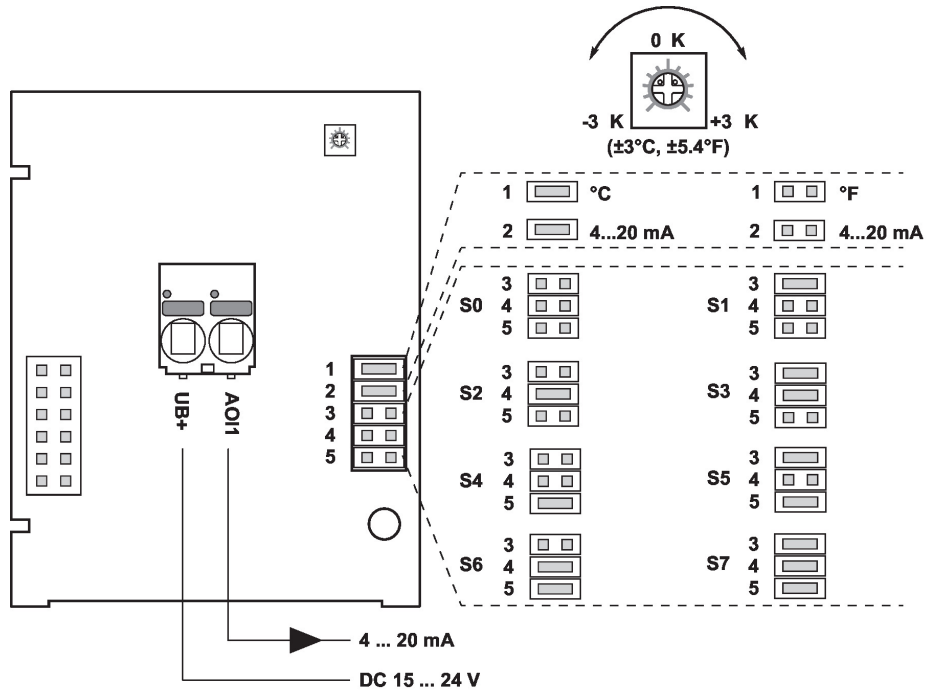 0 K
-3 K +3 K
(±3°C, ±5.4°F)
1 °C 1 °F
2 4...20 mA 2 4...20 mA
S0 3 4 5 S1 3 4 5
S2 3 4 5 S3 3 4 5
S4 3 4 5 S5 3 4 5
S6 3 4 5 S7 3 4 5
1
2
3
4
5
UB+
AOI1
4 ... 20 mA
DC 15 ... 24 V